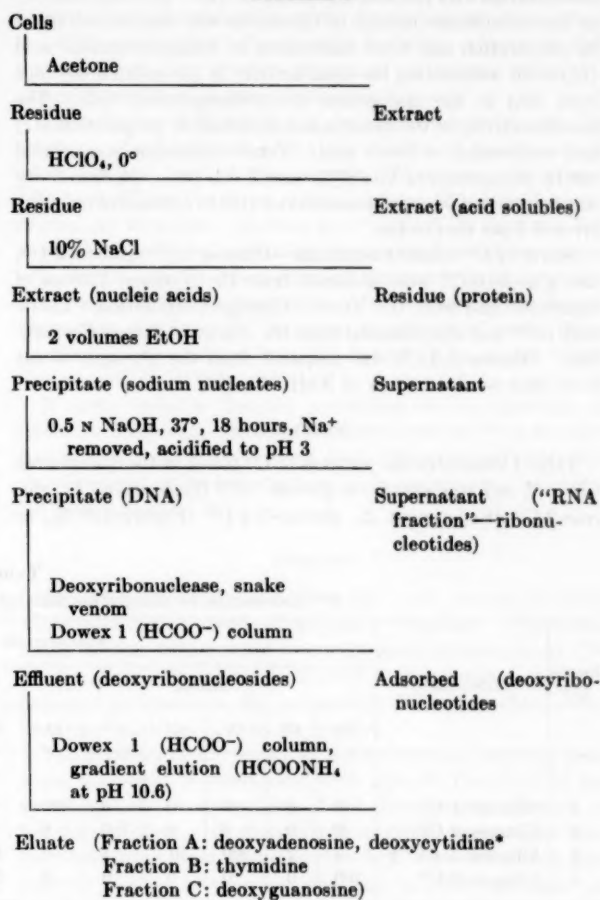 Cells
Acetone
Residue Extract
HClO₄, 0°
Residue Extract (acid solubles)
10% NaCl
Extract (nucleic acids) Residue (protein)
2 volumes EtOH
Precipitate (sodium nucleates) Supernatant
0.5 N NaOH, 37°, 18 hours, Na⁺
removed, acidified to pH 3
Precipitate (DNA) Supernatant ("RNA
fraction"—ribonu-
cleotides)
Deoxyribonuclease, snake
venom
Dowex 1 (HCOO⁻) column
Effluent (deoxyribonucleosides) Adsorbed (deoxyribo-
nucleotides
Dowex 1 (HCOO⁻) column,
gradient elution (HCOONH₄
at pH 10.6)
Eluate (Fraction A: deoxyadenosine, deoxycytidine*
Fraction B: thymidine
Fraction C: deoxyguanosine)